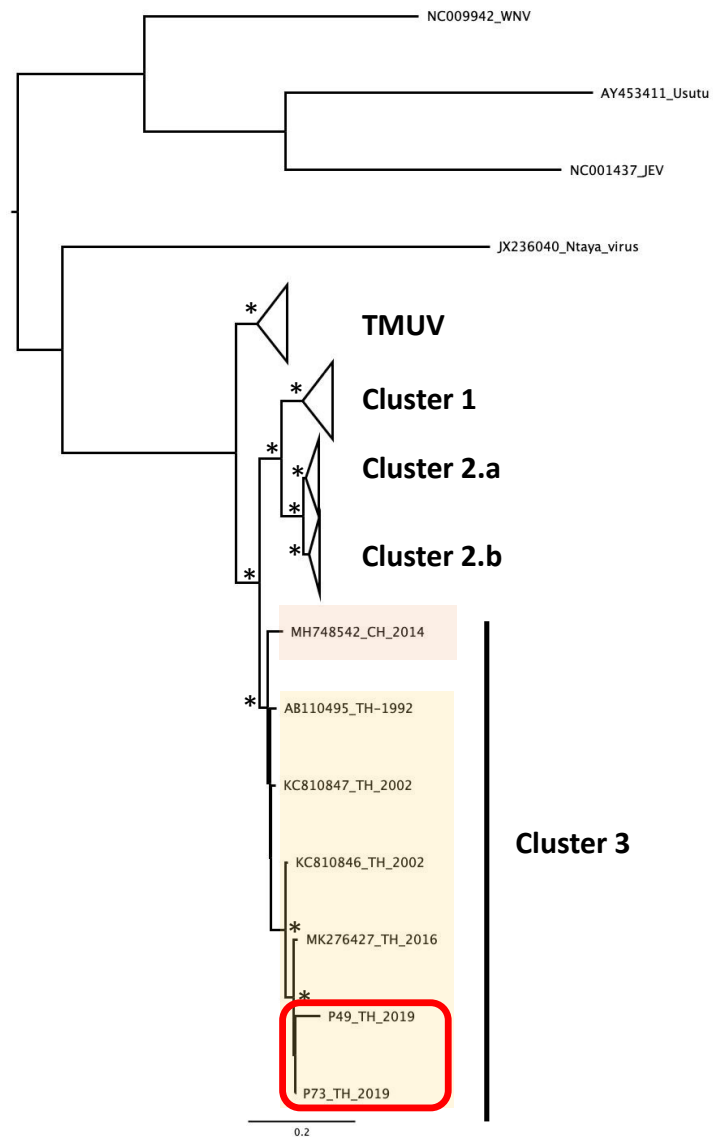 NC009942_WNV
AY453411_Usutu
NC001437_JEV
JX236040_Ntaya_virus
*
TMUV
*
Cluster 1
*
*
Cluster 2.a
*
*
Cluster 2.b
*
MH748542_CH_2014
*
AB110495_TH-1992
KC810847_TH_2002
Cluster 3
KC810846_TH_2002
*
MK276427_TH_2016
*
P49_TH_2019
P73_TH_2019
0.2